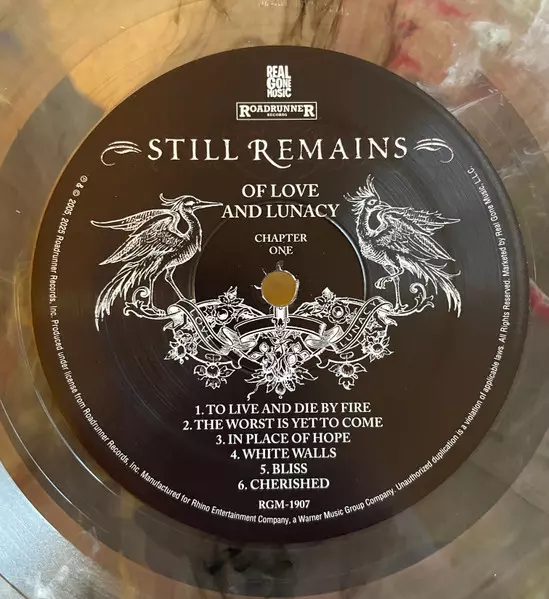 REAL
GONE
MUSIC
ROADRUNNER
RECORDS
STILL REMAINS
OF LOVE
AND LUNACY
CHAPTER
ONE
1. TO LIVE AND DIE BY FIRE
2. THE WORST IS YET TO COME
3. IN PLACE OF HOPE
4. WHITE WALLS
5. BLISS
6. CHERISHED
RGM-1907
℗ & © 2005, 2025 Roadrunner Records, Inc. Produced under license from Roadrunner Records, Inc. Manufactured for Rhino Entertainment Company, a Warner Music Group Company. Unauthorized duplication is a violation of applicable laws. All Rights Reserved. Marketed by Real Gone Music, L.L.C.